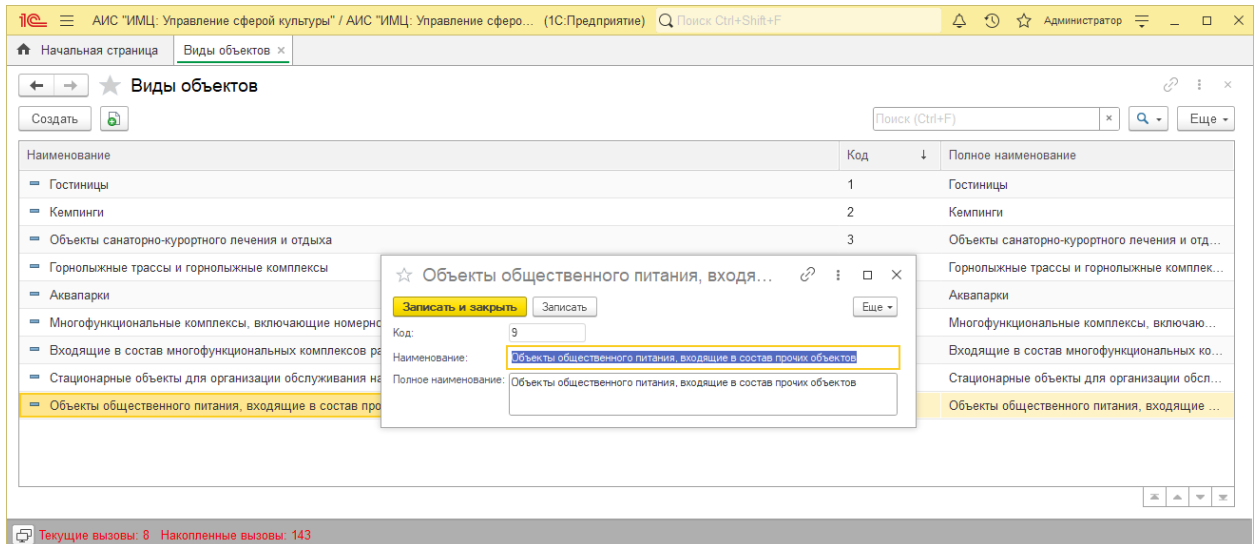 1С АИС "ИМЦ: Управление сферой культуры" / АИС "ИМЦ: Управление сферо... (1С:Предприятие) Поиск Ctrl+Shift+F Администратор
Начальная страница Виды объектов ×
Виды объектов
Создать Поиск (Ctrl+F) × Еще
Наименование Код ↓ Полное наименование
Гостиницы 1 Гостиницы
Кемпинги 2 Кемпинги
Объекты санаторно-курортного лечения и отдыха 3 Объекты санаторно-курортного лечения и отд...
Горнолыжные трассы и горнолыжные комплексы Горнолыжные трассы и горнолыжные комплек...
Аквапарки Аквапарки
Многофункциональные комплексы, включающие номерно Многофункциональные комплексы, включаю...
Входящие в состав многофункциональных комплексов ра Входящие в состав многофункциональных ко...
Стационарные объекты для организации обслуживания на Стационарные объекты для организации обсл...
Объекты общественного питания, входящие в состав про Объекты общественного питания, входящие ...
Объекты общественного питания, входя...
Записать и закрыть Записать Еще
Код: 9
Наименование: Объекты общественного питания, входящие в состав прочих объектов
Полное наименование: Объекты общественного питания, входящие в состав прочих объектов
Текущие вызовы: 8 Накопленные вызовы: 143